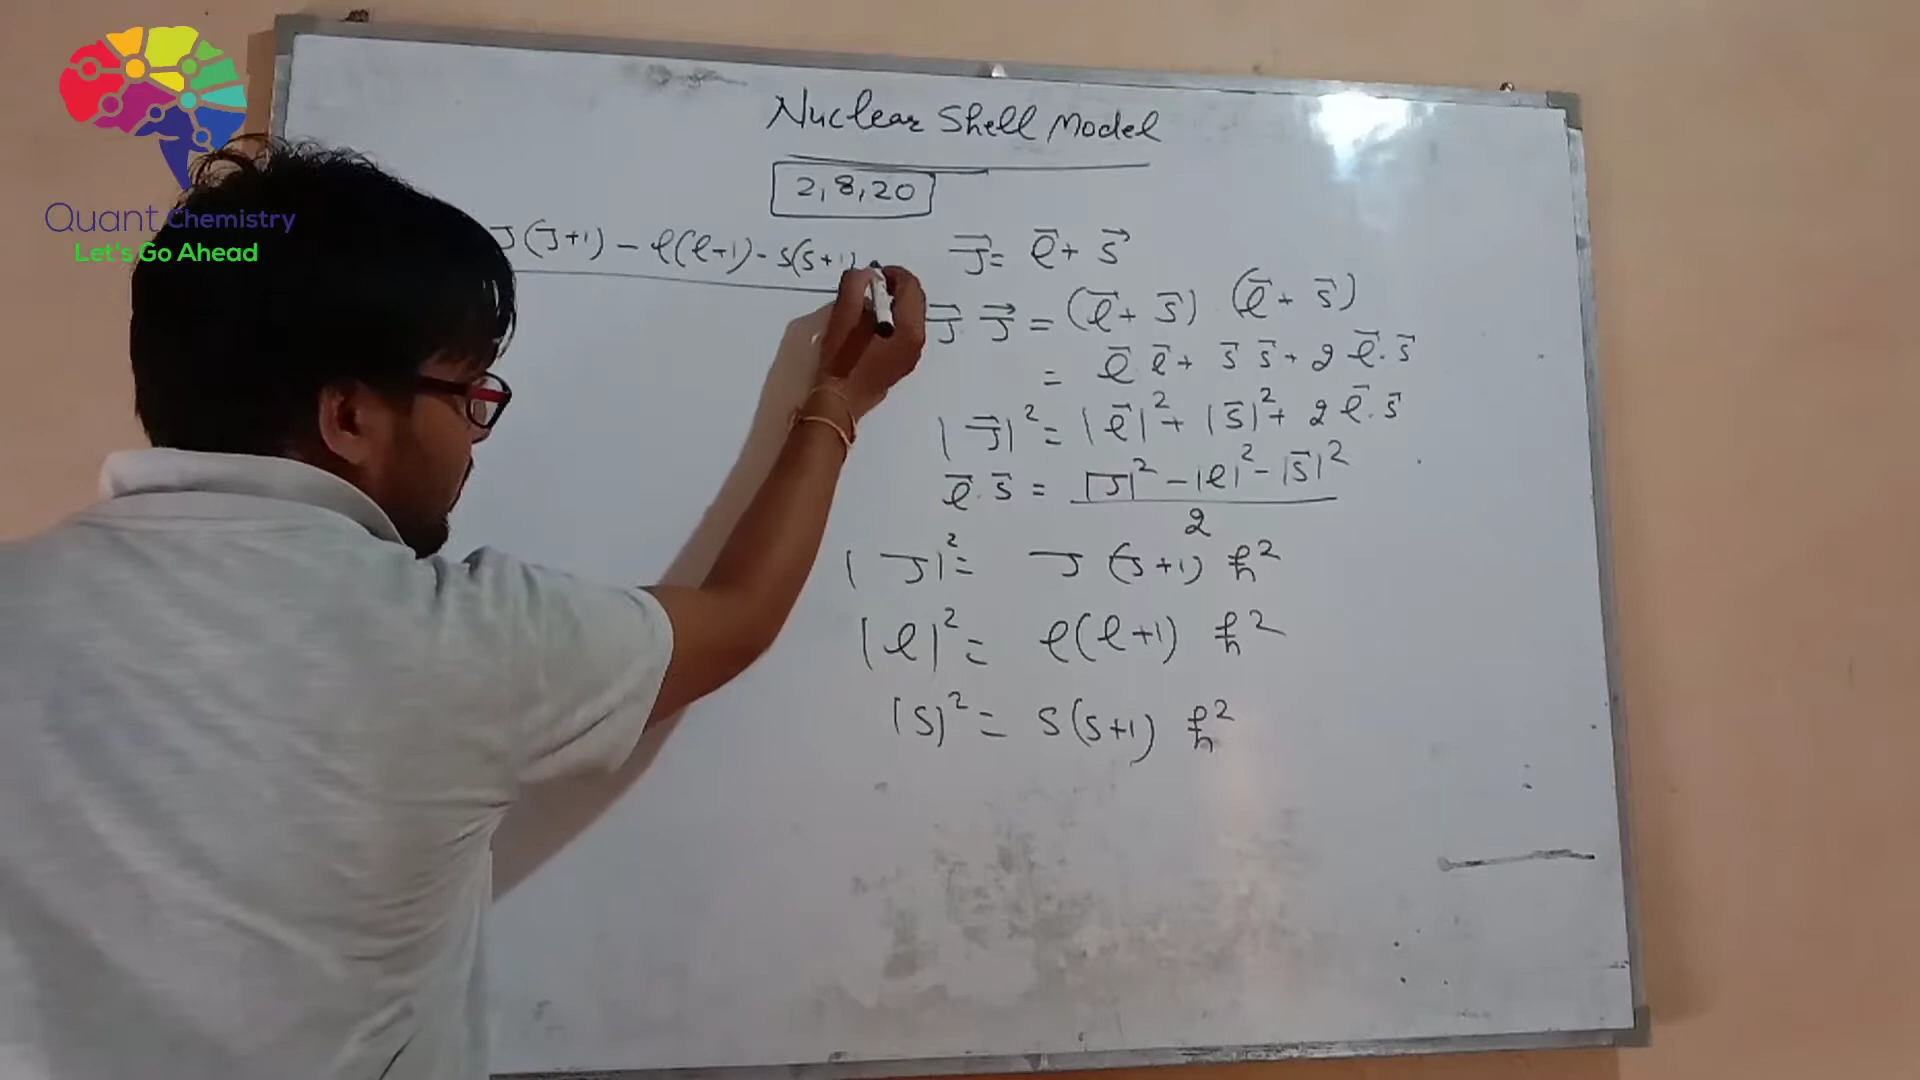 Quant Chemistry
Let's Go Ahead
Nuclear Shell Model
2, 8, 20
J(J+1) - ℓ(ℓ+1) - s(s+1)
J⃗ = ℓ⃗ + s⃗
J⃗ J⃗ = (ℓ⃗ + s⃗) (ℓ⃗ + s⃗)
= ℓ⃗ ℓ⃗ + s⃗ s⃗ + 2 ℓ⃗.s⃗
|J⃗|² = |ℓ⃗|² + |s⃗|² + 2 ℓ⃗.s⃗
ℓ⃗.s⃗ = |J|² - |ℓ|² - |s⃗|²
2
|J|² = J(J+1) ℏ²
|ℓ|² = ℓ(ℓ+1) ℏ²
|S|² = S(S+1) ℏ²